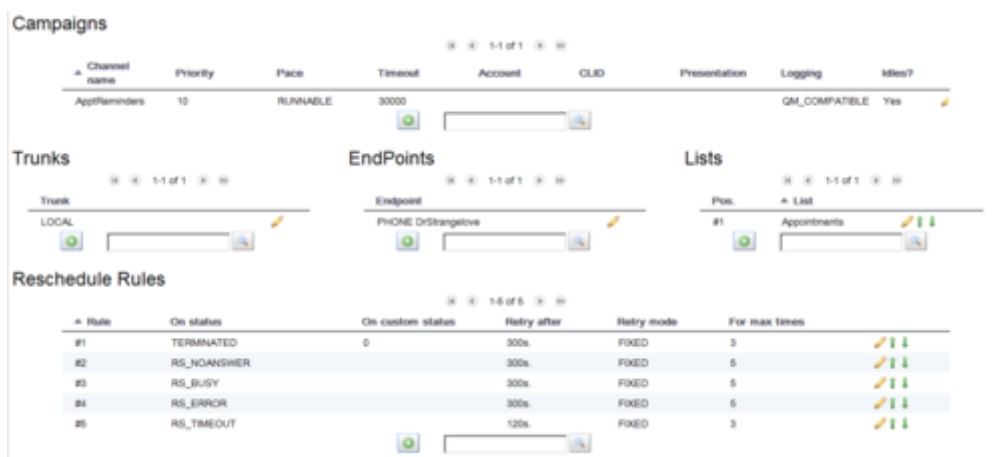 Campaigns
1-1 of 1
Channel name Priority Pace Timeout Account CLID Presentation Logging Idles?
ApptReminders 10 RUNNABLE 30000 QM_COMPATIBLE Yes
Trunks EndPoints Lists
1-1 of 1 1-1 of 1 1-1 of 1
Trunk Endpoint Pos. List
LOCAL PHONE DrStrangelove #1 Appointments
Reschedule Rules
1-5 of 5
Rule On status On custom status Retry after Retry mode For max times
#1 TERMINATED 0 300s. FIXED 3
#2 RS_NOANSWER 300s. FIXED 5
#3 RS_BUSY 300s. FIXED 5
#4 RS_ERROR 300s. FIXED 5
#5 RS_TIMEOUT 120s. FIXED 3